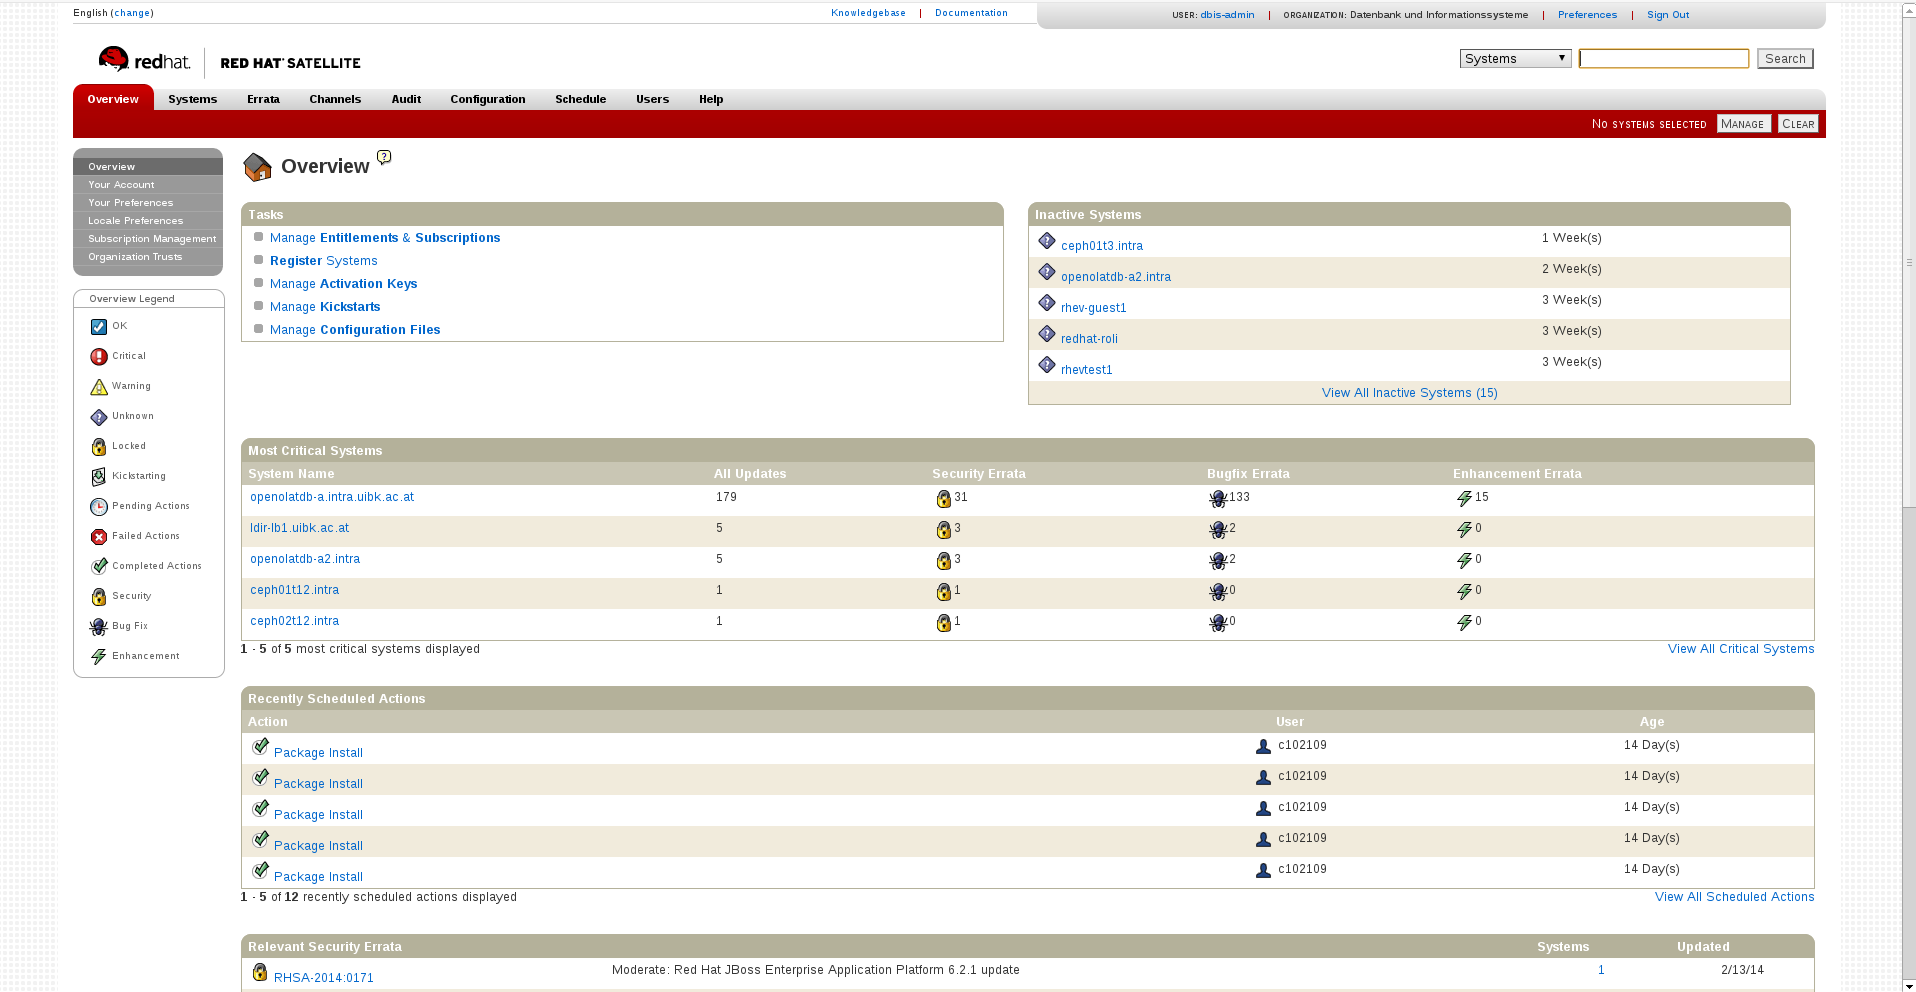 English (change)
Knowledgebase | Documentation
USER: dbis-admin | ORGANIZATION: Datenbank und Informationssysteme | Preferences | Sign Out
redhat. RED HAT SATELLITE
Systems Search
Overview Systems Errata Channels Audit Configuration Schedule Users Help
NO SYSTEMS SELECTED MANAGE CLEAR
Overview
Your Account
Your Preferences
Locale Preferences
Subscription Management
Organization Trusts
Overview Legend
OK
Critical
Warning
Unknown
Locked
Kickstarting
Pending Actions
Failed Actions
Completed Actions
Security
Bug Fix
Enhancement
Overview ?
Tasks
Manage Entitlements & Subscriptions
Register Systems
Manage Activation Keys
Manage Kickstarts
Manage Configuration Files
Inactive Systems
ceph01t3.intra 1 Week(s)
openolatdb-a2.intra 2 Week(s)
rhev-guest1 3 Week(s)
redhat-roli 3 Week(s)
rhevtest1 3 Week(s)
View All Inactive Systems (15)
Most Critical Systems
System Name All Updates Security Errata Bugfix Errata Enhancement Errata
openolatdb-a.intra.uibk.ac.at 179 31 133 15
ldir-lb1.uibk.ac.at 5 3 2 0
openolatdb-a2.intra 5 3 2 0
ceph01t12.intra 1 1 0 0
ceph02t12.intra 1 1 0 0
1 - 5 of 5 most critical systems displayed View All Critical Systems
Recently Scheduled Actions
Action User Age
Package Install c102109 14 Day(s)
Package Install c102109 14 Day(s)
Package Install c102109 14 Day(s)
Package Install c102109 14 Day(s)
Package Install c102109 14 Day(s)
1 - 5 of 12 recently scheduled actions displayed View All Scheduled Actions
Relevant Security Errata Systems Updated
RHSA-2014:0171 Moderate: Red Hat JBoss Enterprise Application Platform 6.2.1 update 1 2/13/14